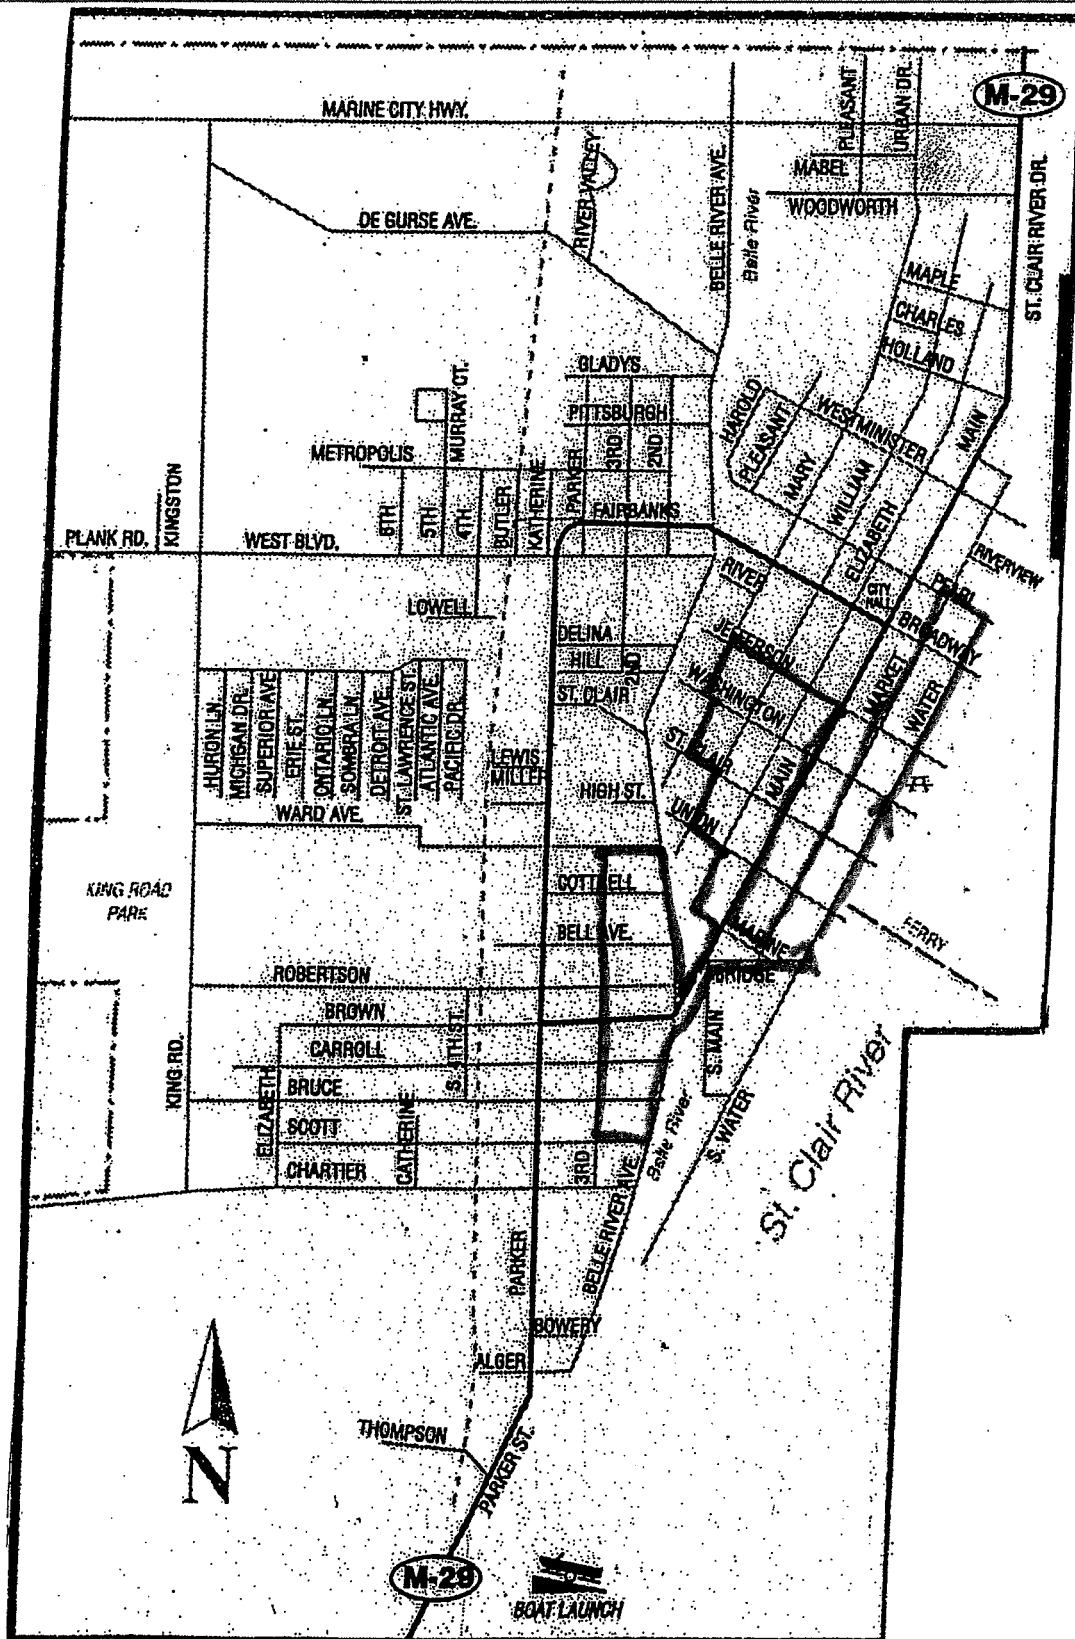 M-29
MARINE CITY HWY.
PLEASANT
URBAN DR.
MABEL
WOODWORTH
BELLE RIVER AVE.
Belle River
ST. CLAIR RIVER DR.
RIVER VALLEY
DE GURSE AVE.
MAPLE
CHARLES
HOLLAND
GLADYS
PITTSBURGH
3RD
2ND
HAROLD
PLEASANT
WESTMINISTER
MAIN
MARY
WILLIAM
ELIZABETH
MURRAY CT.
METROPOLIS
KINGSTON
PLANK RD.
WEST BLVD.
6TH
5TH
4TH
BUTLER
KATHERINE
PARKER
FAIRBANKS
RIVERVIEW
PEARL
CITY
HALL
BROADWAY
RIVER
JEFFERSON
WASHINGTON
ST. CLAIR
UNION
MARKET
WATER
MAIN
LOWELL
DELINA
HILL
2ND
ST. CLAIR
HURON LN.
MICHIGAN DR.
SUPERIOR AVE.
ERIE ST.
ONTARIO LN.
SOMBRA LN.
DETROIT AVE.
ST. LAWRENCE ST.
ATLANTIC AVE.
PACIFIC DR.
LEWIS
MILLER
HIGH ST.
WARD AVE.
KING ROAD
PARK
COTTRELL
BELL AVE.
MARINE
BRIDGE
FERRY
ROBERTSON
BROWN
CARROLL
BRUCE
SCOTT
CHARTIER
KING RD.
ELIZABETH
S. 4TH ST.
CATHERINE
S. MAIN
S. WATER
Belle River
St. Clair River
3RD
BELLE RIVER AVE.
PARKER
BOWERY
ALGER
THOMPSON
PARKER ST.
N
M-29
BOAT LAUNCH